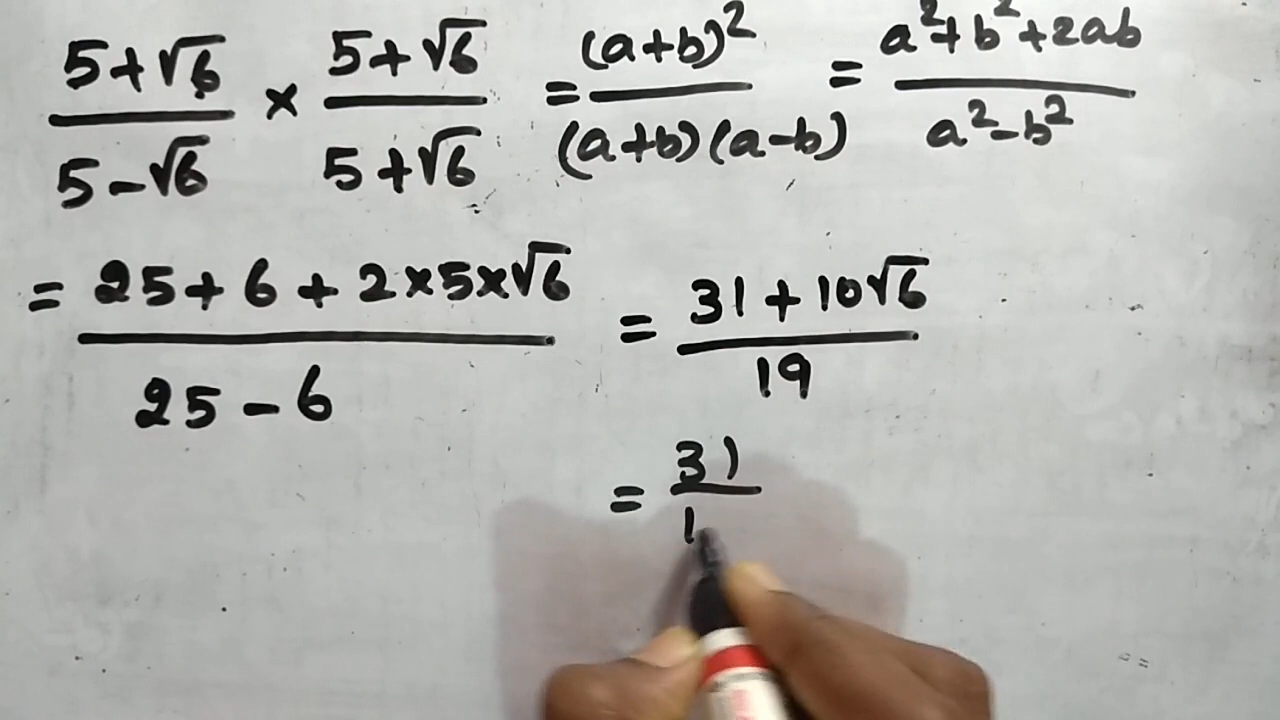 (5+√6)/(5-√6) × (5+√6)/(5+√6) = (a+b)²/(a+b)(a-b) = (a²+b²+2ab)/(a²-b²)
= (25+6+2×5×√6)/(25-6) = (31+10√6)/19
= 31/1